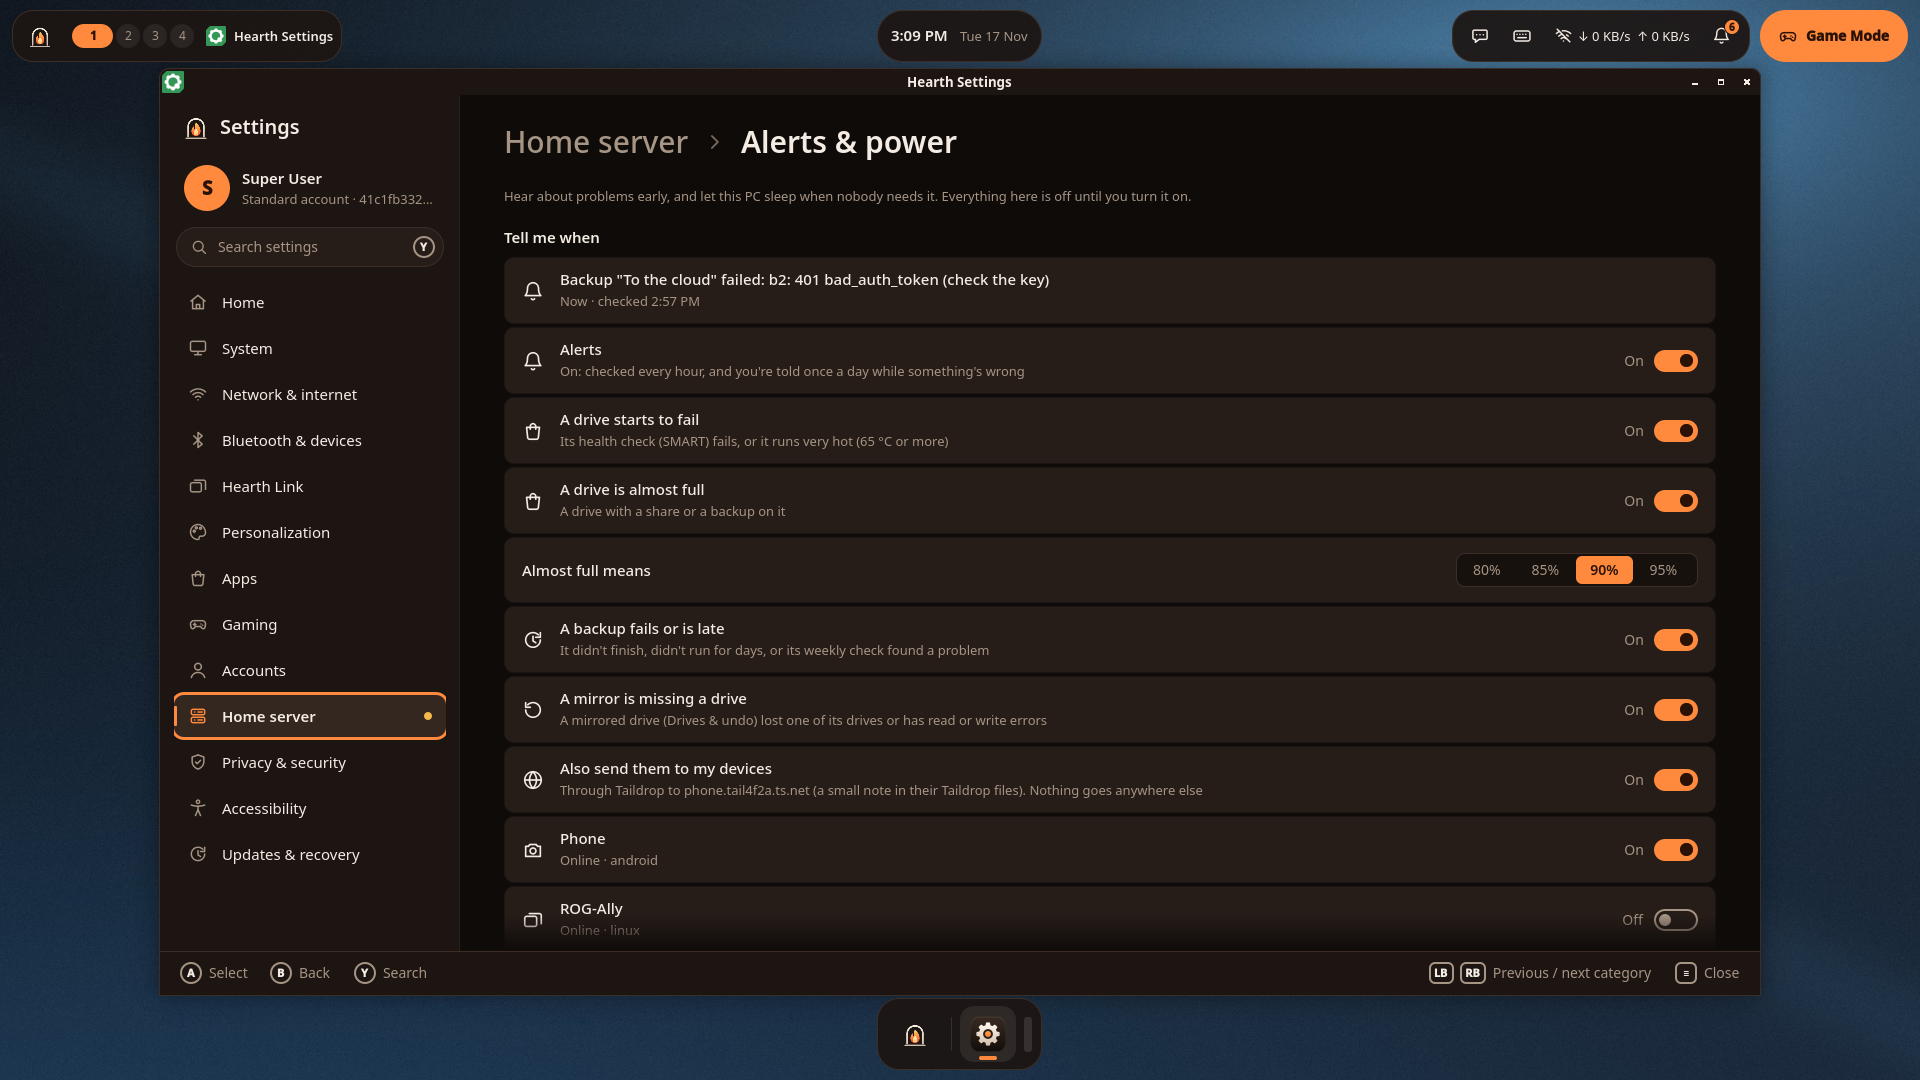 1 2 3 4 Hearth Settings
3:09 PM Tue 17 Nov
↓ 0 KB/s ↑ 0 KB/s
6
Game Mode
Hearth Settings
Settings
S
Super User
Standard account · 41c1fb332...
Search settings
Y
Home
System
Network & internet
Bluetooth & devices
Hearth Link
Personalization
Apps
Gaming
Accounts
Home server
Privacy & security
Accessibility
Updates & recovery
Home server > Alerts & power
Hear about problems early, and let this PC sleep when nobody needs it. Everything here is off until you turn it on.
Tell me when
Backup "To the cloud" failed: b2: 401 bad_auth_token (check the key)
Now · checked 2:57 PM
Alerts
On: checked every hour, and you're told once a day while something's wrong
On
A drive starts to fail
Its health check (SMART) fails, or it runs very hot (65 °C or more)
On
A drive is almost full
A drive with a share or a backup on it
On
Almost full means
80% 85% 90% 95%
A backup fails or is late
It didn't finish, didn't run for days, or its weekly check found a problem
On
A mirror is missing a drive
A mirrored drive (Drives & undo) lost one of its drives or has read or write errors
On
Also send them to my devices
Through Taildrop to phone.tail4f2a.ts.net (a small note in their Taildrop files). Nothing goes anywhere else
On
Phone
Online · android
On
ROG-Ally
Online · linux
Off
A Select B Back Y Search
LB RB Previous / next category ≡ Close